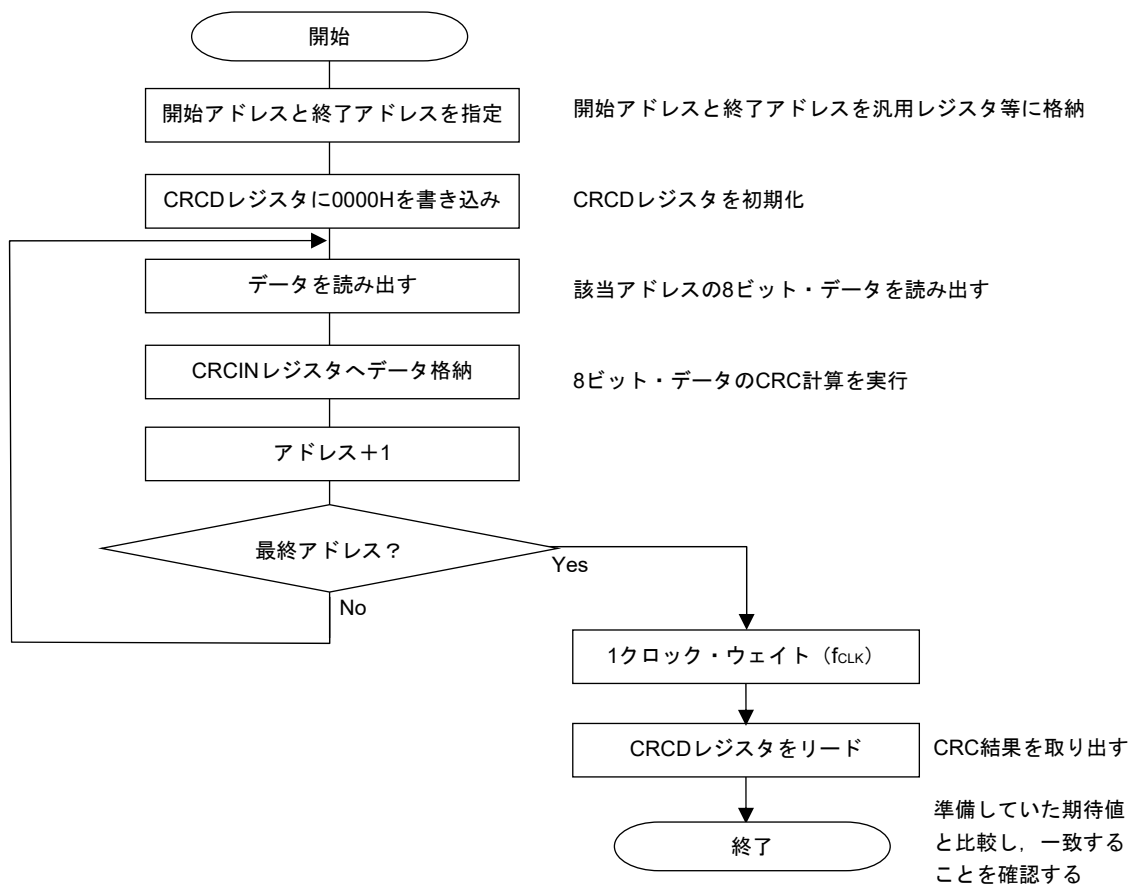 開始
開始アドレスと終了アドレスを指定
開始アドレスと終了アドレスを汎用レジスタ等に格納
CRCDレジスタに0000Hを書き込み
CRCDレジスタを初期化
データを読み出す
該当アドレスの8ビット・データを読み出す
CRCINレジスタへデータ格納
8ビット・データのCRC計算を実行
アドレス+1
最終アドレス?
Yes
No
1クロック・ウェイト(fCLK)
CRCDレジスタをリード
CRC結果を取り出す
終了
準備していた期待値
と比較し,一致する
ことを確認する